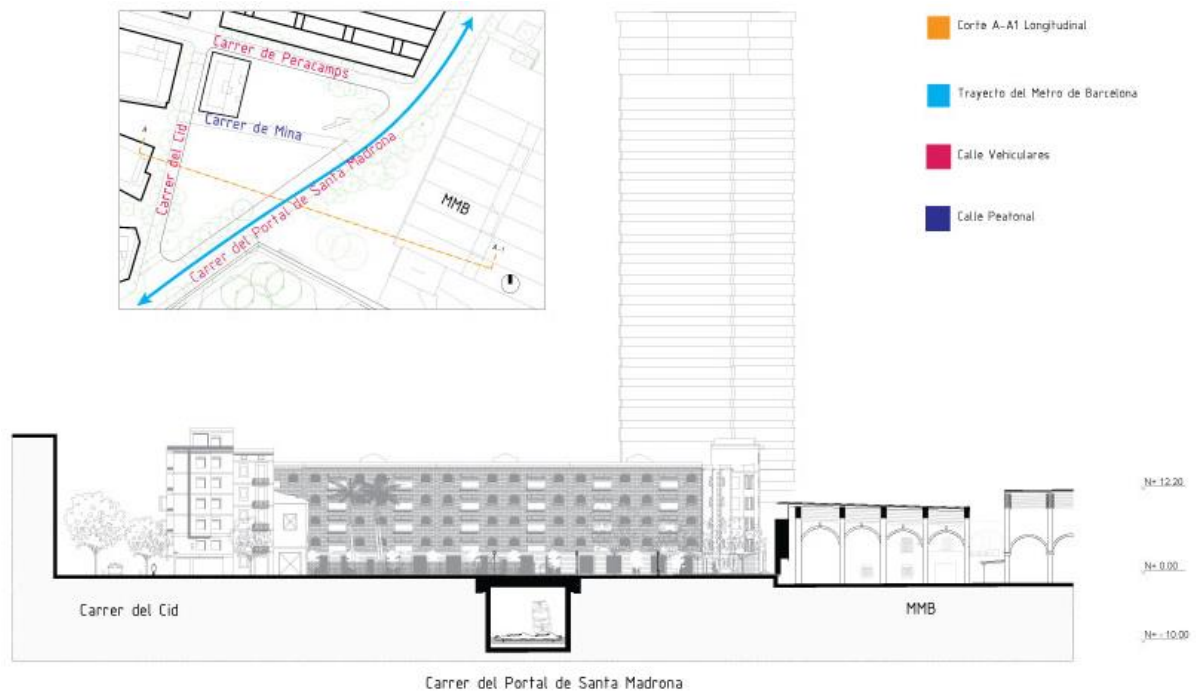 Carrer de Peracamps
Carrer de Mina
Carrer del Cid
Carrer del Portal de Santa Madrona
MMB
A
A-1
Corte A-A1 Longitudinal
Trayecto del Metro de Barcelona
Calle Vehiculares
Calle Peatonal
N+ 12.20
N+ 0.00
N+ - 10.00
Carrer del Cid
MMB
Carrer del Portal de Santa Madrona